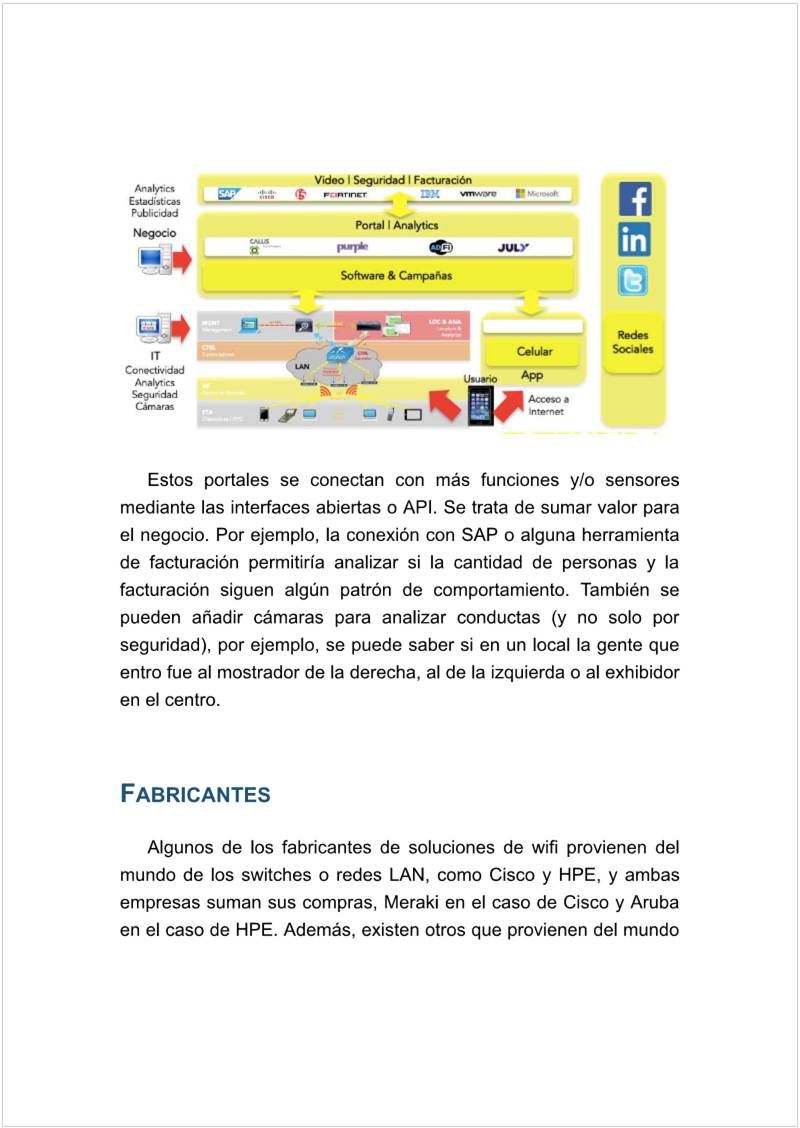 Video | Seguridad | Facturación
SAP CISCO F5 FORTINET IBM vmware Microsoft
Analytics
Estadísticas
Publicidad
Negocio
Portal | Analytics
CALLIS purple ADFI JULY
Software & Campañas
MGNT
Management
LOC & ANA
CTRL
LAN
AP
STA
IT
Conectividad
Analytics
Seguridad
Cámaras
Celular
App
Usuario
Acceso a
Internet
Redes
Sociales
Estos portales se conectan con más funciones y/o sensores
mediante las interfaces abiertas o API. Se trata de sumar valor para
el negocio. Por ejemplo, la conexión con SAP o alguna herramienta
de facturación permitiría analizar si la cantidad de personas y la
facturación siguen algún patrón de comportamiento. También se
pueden añadir cámaras para analizar conductas (y no solo por
seguridad), por ejemplo, se puede saber si en un local la gente que
entro fue al mostrador de la derecha, al de la izquierda o al exhibidor
en el centro.
FABRICANTES
Algunos de los fabricantes de soluciones de wifi provienen del
mundo de los switches o redes LAN, como Cisco y HPE, y ambas
empresas suman sus compras, Meraki en el caso de Cisco y Aruba
en el caso de HPE. Además, existen otros que provienen del mundo